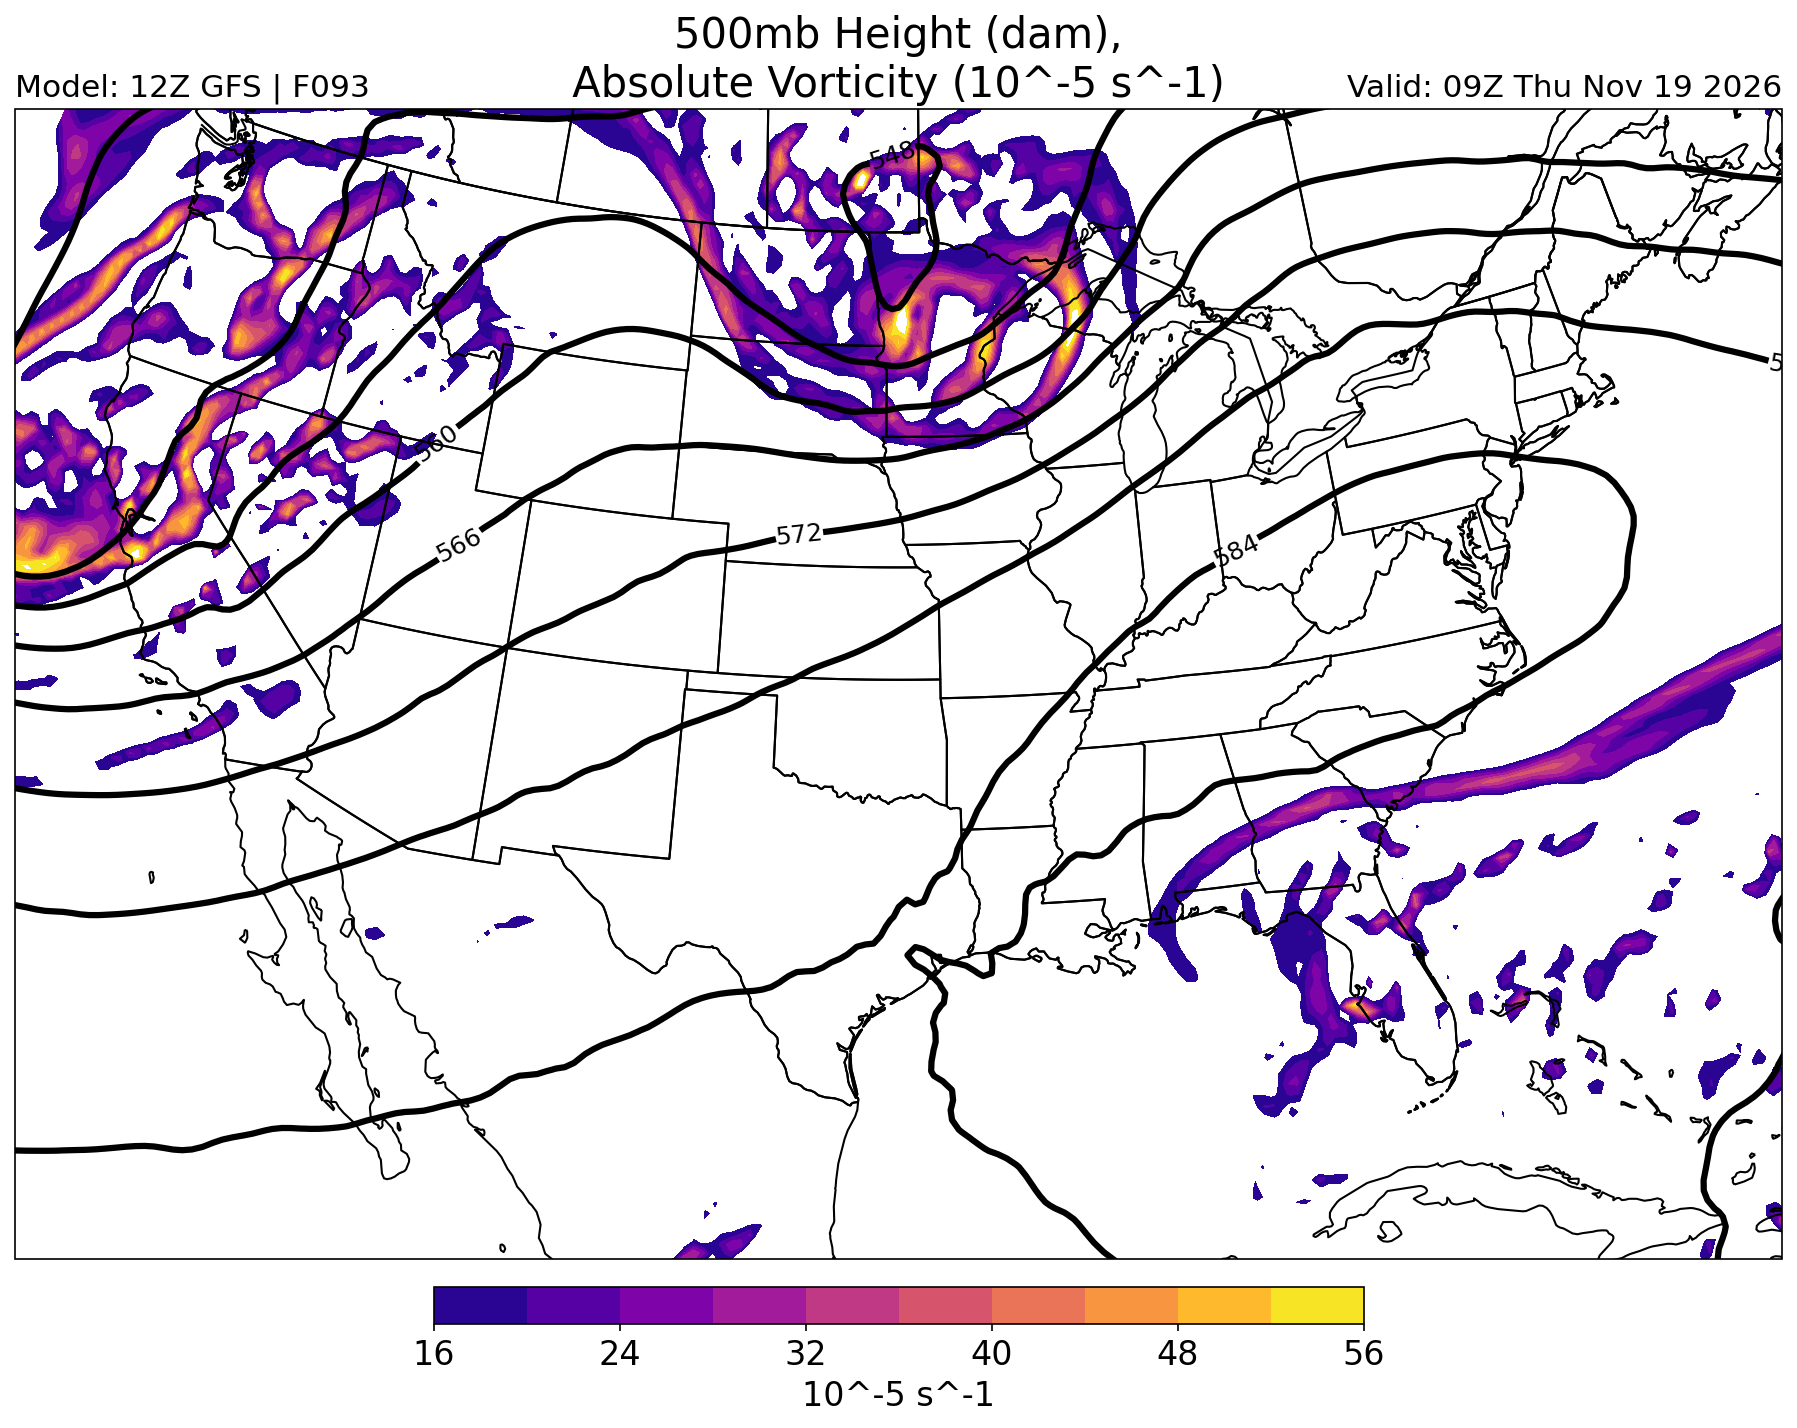 500mb Height (dam),
Model: 12Z GFS | F093
Absolute Vorticity (10^-5 s^-1)
Valid: 09Z Thu Nov 19 2026
548
560
566
572
584
5
16
24
32
40
48
56
10^-5 s^-1